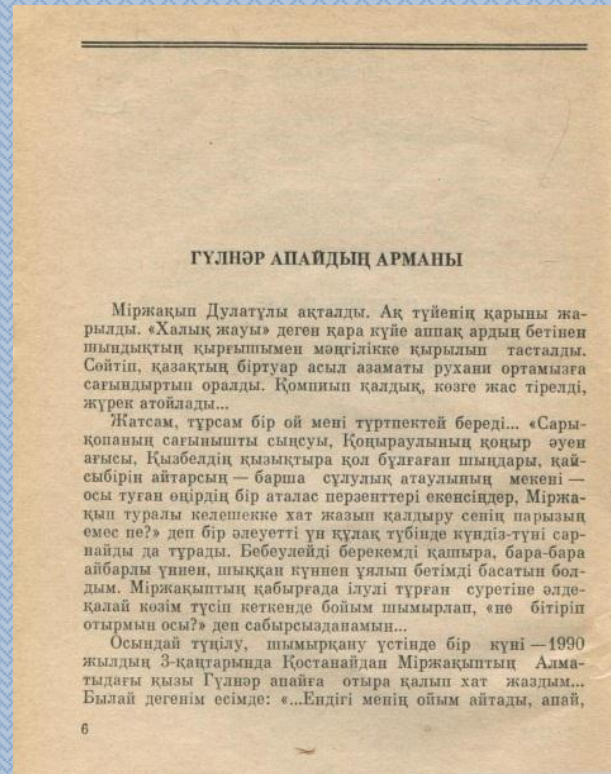 ГҮЛНӘР АПАЙДЫҢ АРМАНЫ
Міржақып Дулатұлы ақталды. Ақ түйенің қарыны жа-
рылды. «Халық жауы» деген қара күйе аппақ ардың бетінен
шындықтың қырғышымен мәңгілікке қырылып тасталды.
Сөйтіп, қазақтың біртуар асыл азаматы рухани ортамызға
сағындыртып оралды. Қомпиып қалдық, көзге жас тірелді,
жүрек атойлады...
Жатсам, тұрсам бір ой мені түртпектей береді... «Сары-
қопаның сағынышты сыңсуы, Қоңыраулының қоңыр әуен
ағысы, Қызбелдің қызықтыра қол бұлғаған шыңдары, қай-
сыбірін айтарсың — барша сұлулық атаулының мекені —
осы туған өңірдің бір аталас перзенттері екенсіңдер, Міржа-
қып туралы келешекке хат жазып қалдыру сенің парызың
емес пе?» деп бір әлеуетті үн құлақ түбінде күндіз-түні сар-
найды да тұрады. Бебеулейді берекемді қашыра, бара-бара
айбарлы үннен, шыққан күннен ұялып бетімді басатын бол-
дым. Міржақыптың қабырғада ілулі тұрған суретіне әлде-
қалай көзім түсіп кеткенде бойым шымырлап, «не бітіріп
отырмын осы?» деп сабырсызданамын...
Осындай түңілу, шымырқану үстінде бір күні —1990
жылдың 3-қаңтарында Қостанайдан Міржақыптың Алма-
тыдағы қызы Гүлнәр апайға отыра қалып хат жаздым...
Былай дегенім есімде: «...Ендігі менің ойым айтады, апай,
6